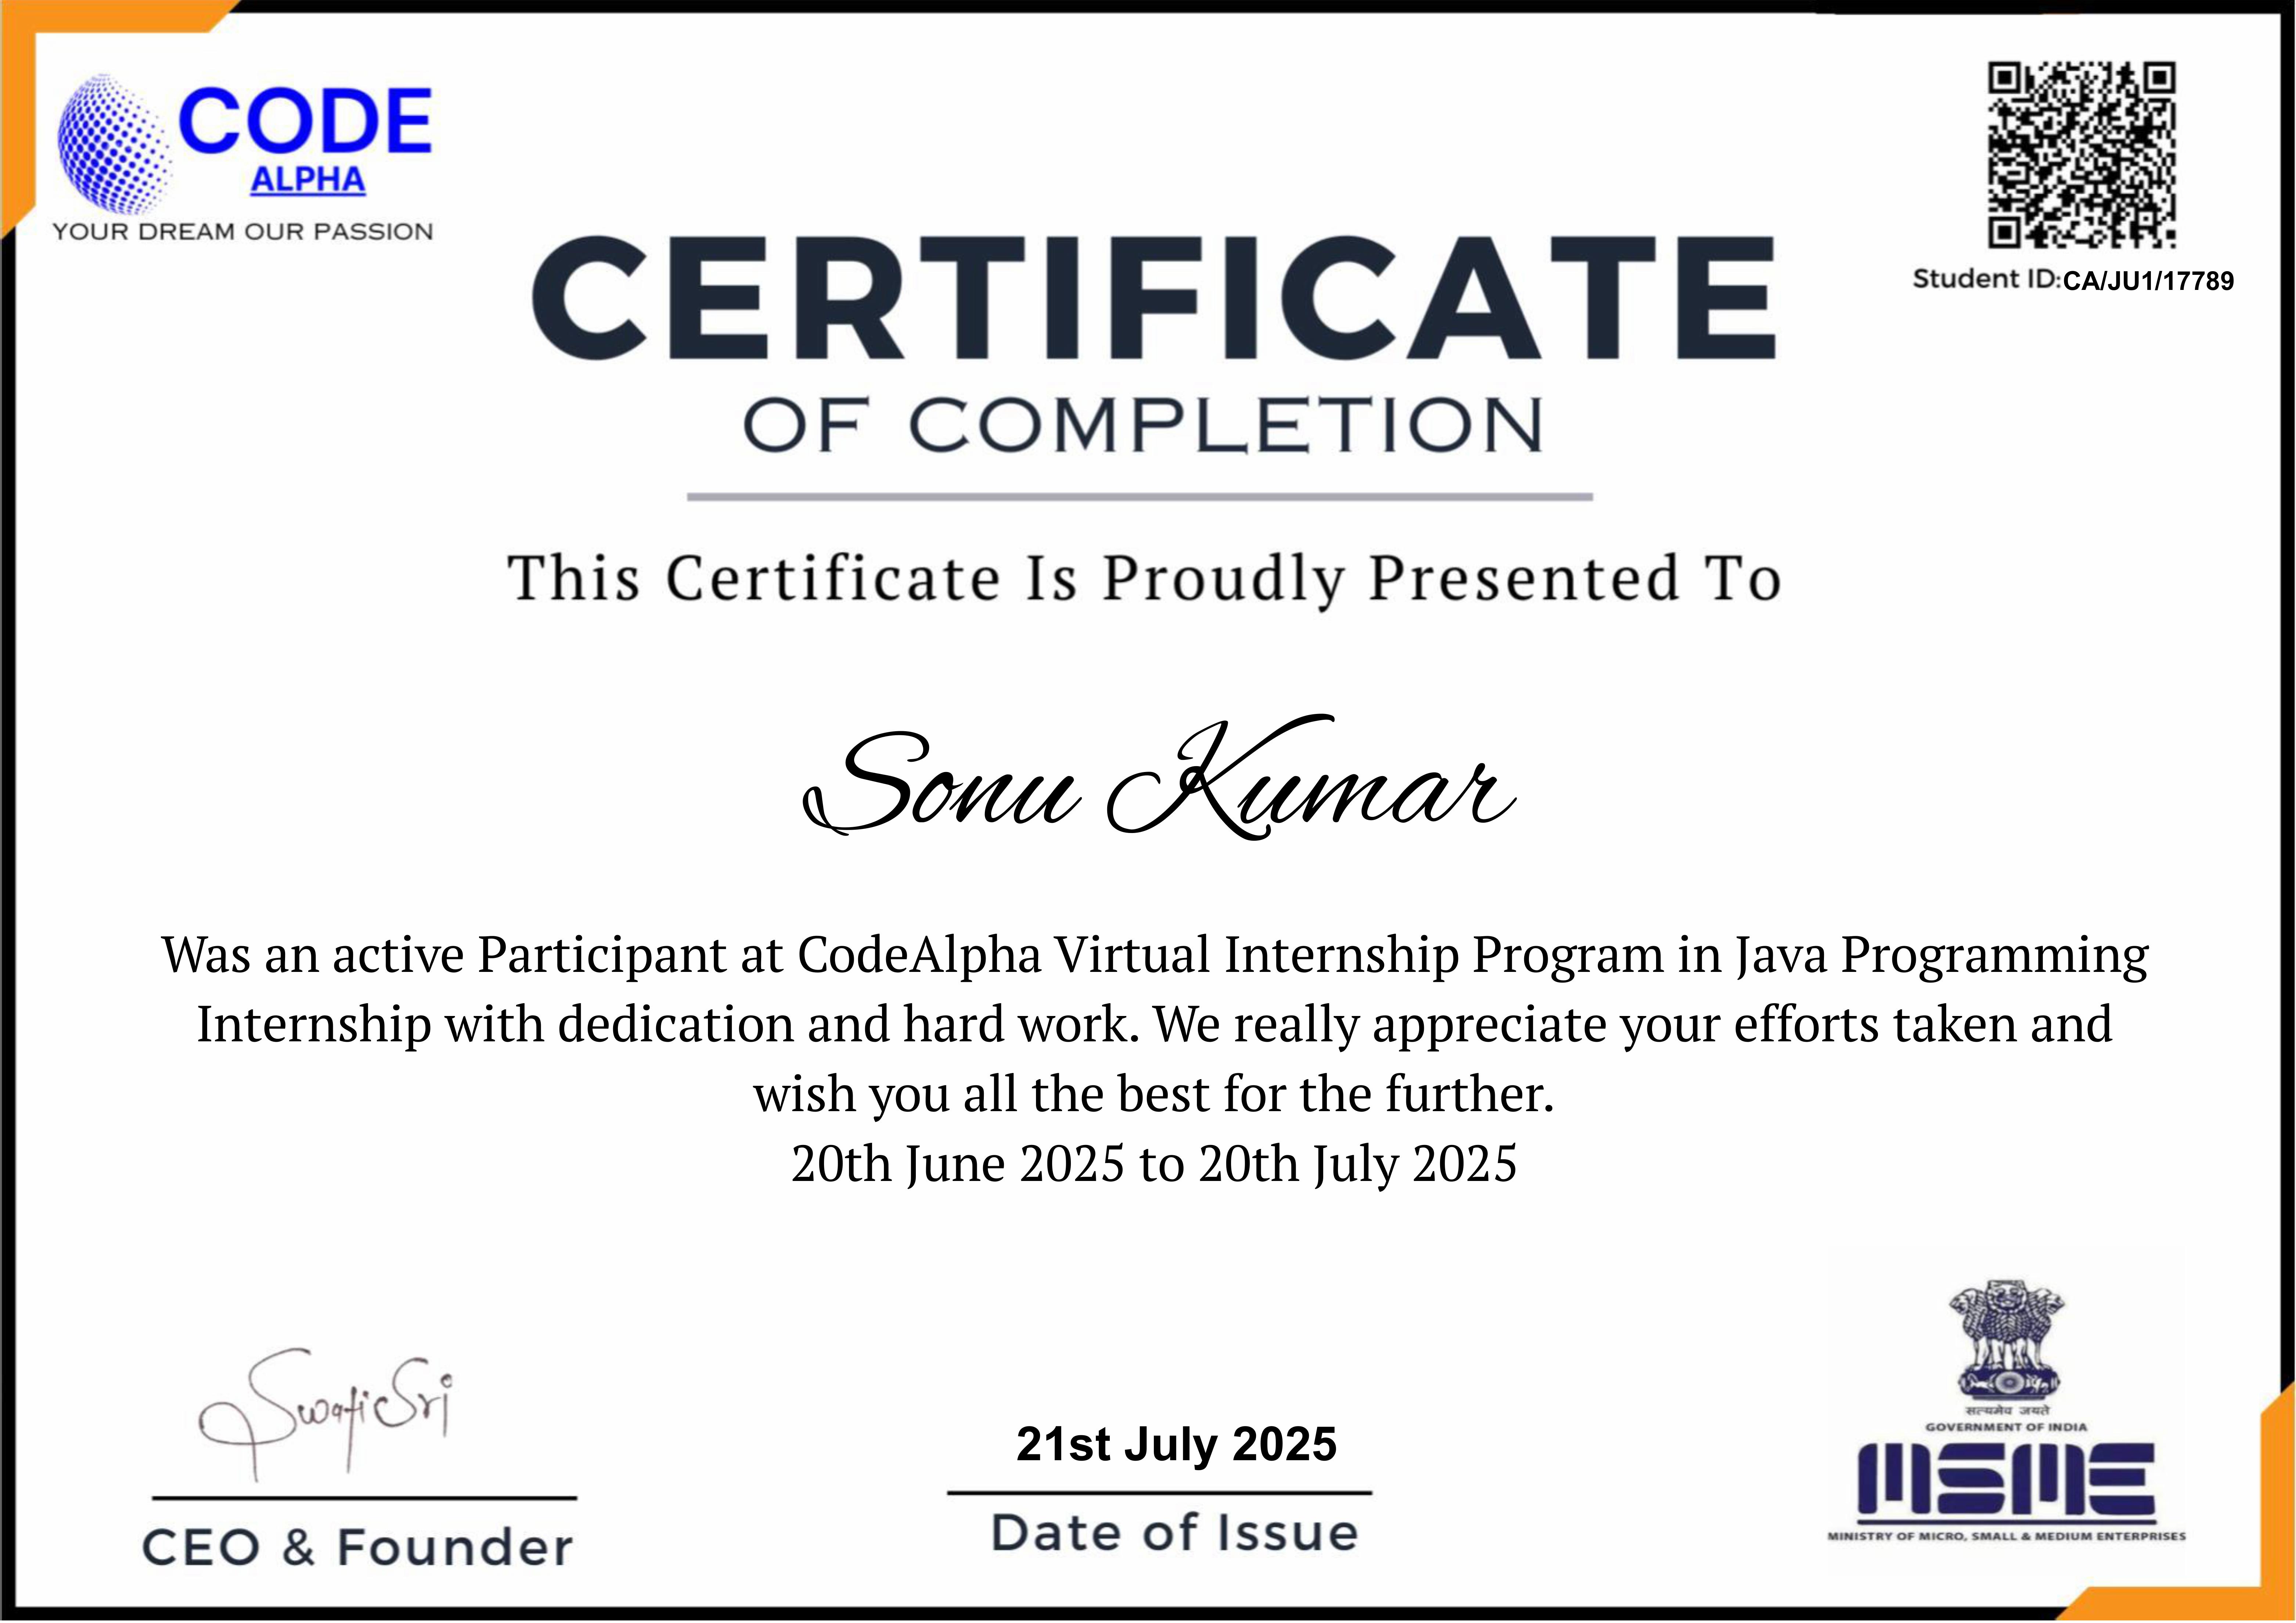 CODE
ALPHA
YOUR DREAM OUR PASSION
Student ID:CA/JU1/17789
CERTIFICATE
OF COMPLETION
This Certificate Is Proudly Presented To
Sonu Kumar
Was an active Participant at CodeAlpha Virtual Internship Program in Java Programming
Internship with dedication and hard work. We really appreciate your efforts taken and
wish you all the best for the further.
20th June 2025 to 20th July 2025
SwatiSri
CEO & Founder
21st July 2025
Date of Issue
सत्यमेव जयते
GOVERNMENT OF INDIA
MSME
MINISTRY OF MICRO, SMALL & MEDIUM ENTERPRISES